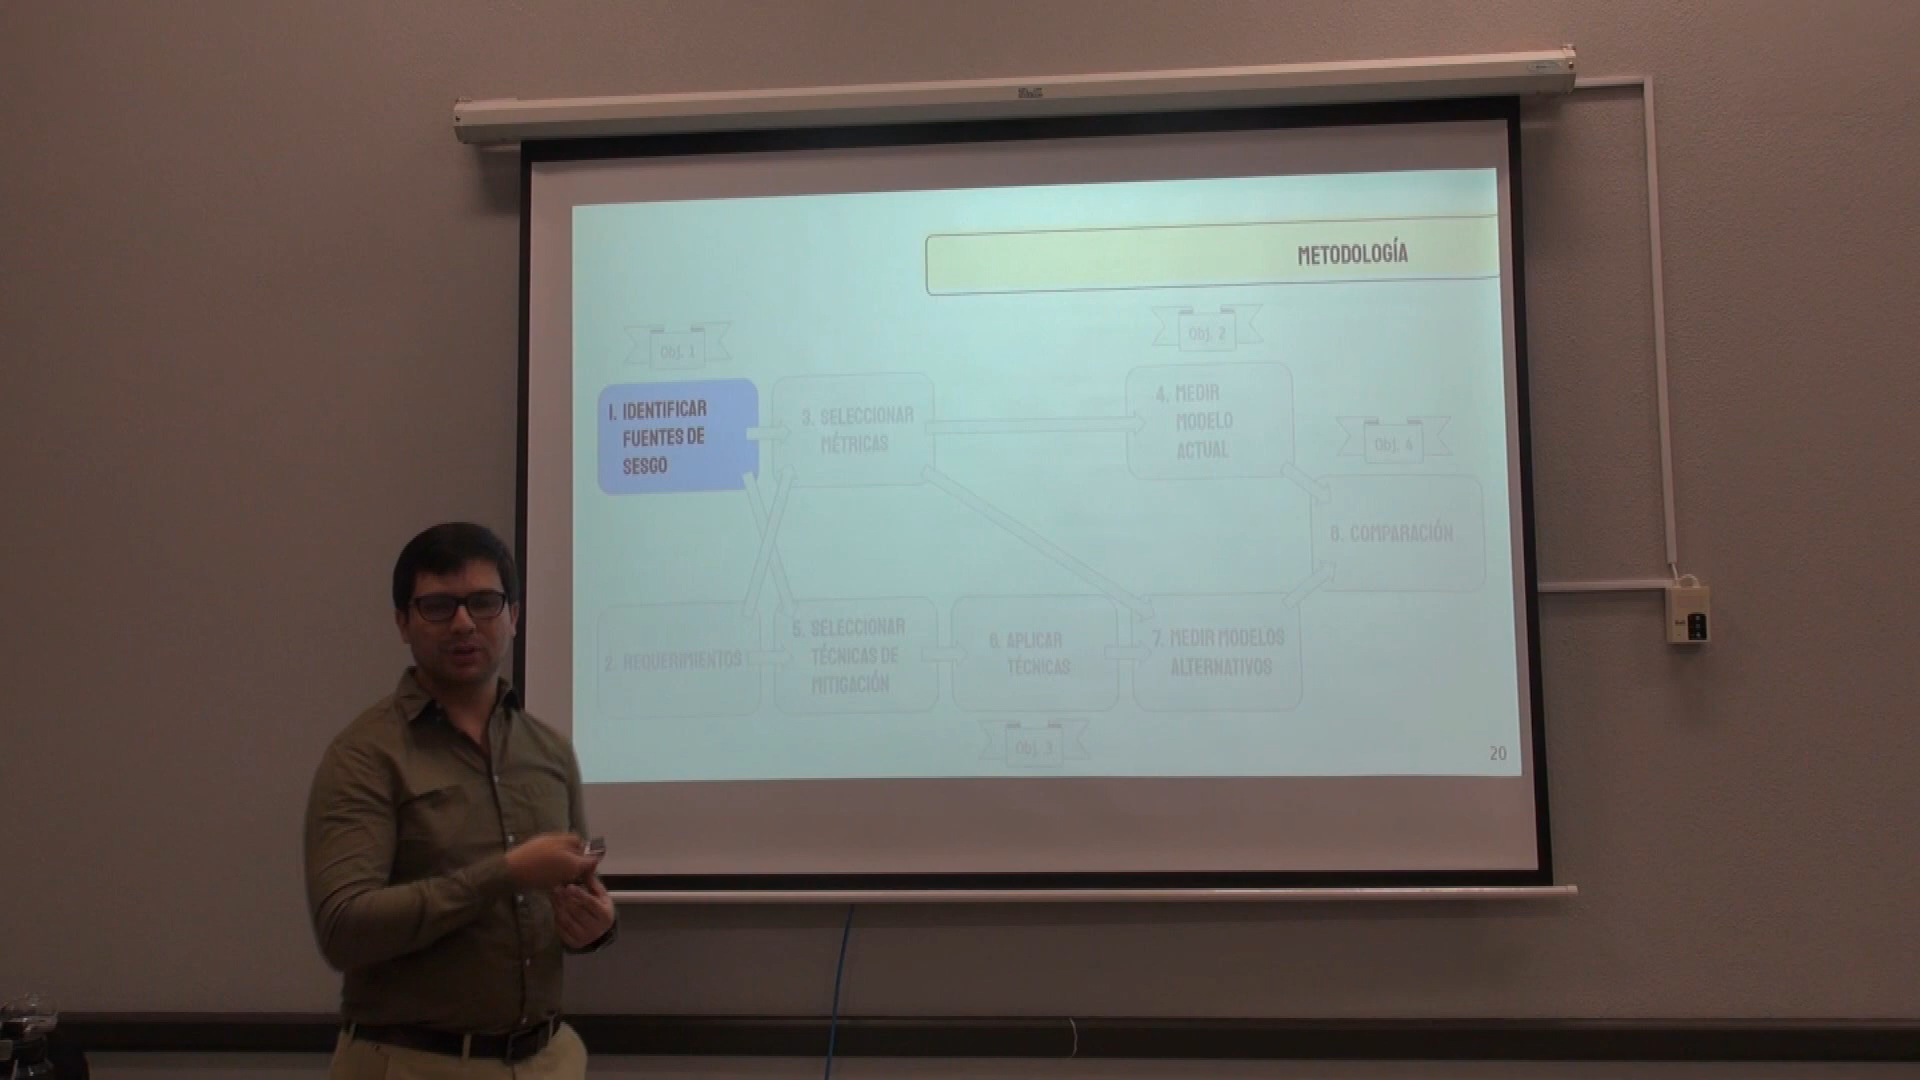 METODOLOGÍA
Obj. 1
Obj. 2
1. IDENTIFICAR
FUENTES DE
SESGO
3. SELECCIONAR
MÉTRICAS
4. MEDIR
MODELO
ACTUAL
Obj. 4
8. COMPARACIÓN
2. REQUERIMIENTOS
5. SELECCIONAR
TÉCNICAS DE
MITIGACIÓN
6. APLICAR
TÉCNICAS
7. MEDIR MODELOS
ALTERNATIVOS
Obj. 3
20